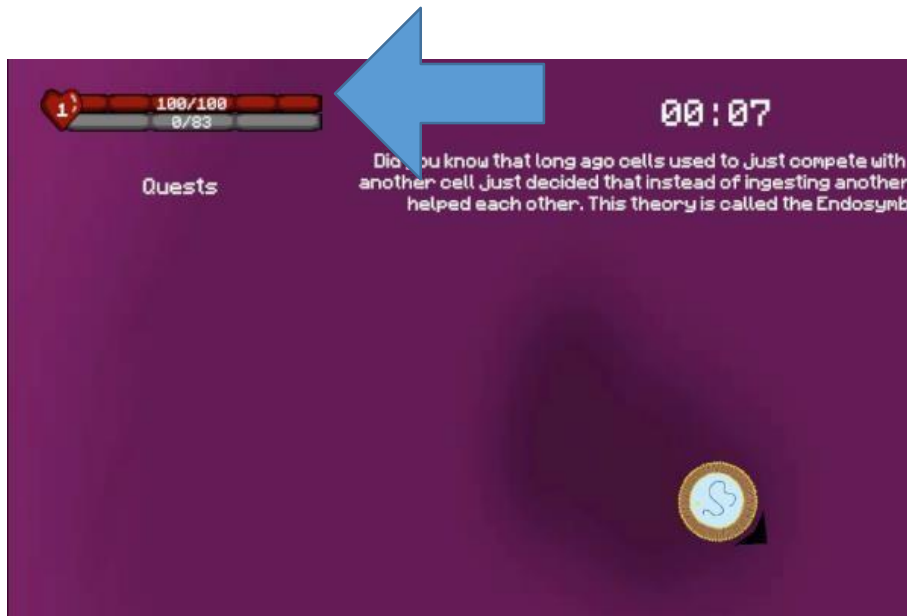 1
100/100
0/83
00:07
Quests
Did you know that long ago cells used to just compete with
another cell just decided that instead of ingesting another
helped each other. This theory is called the Endosymb